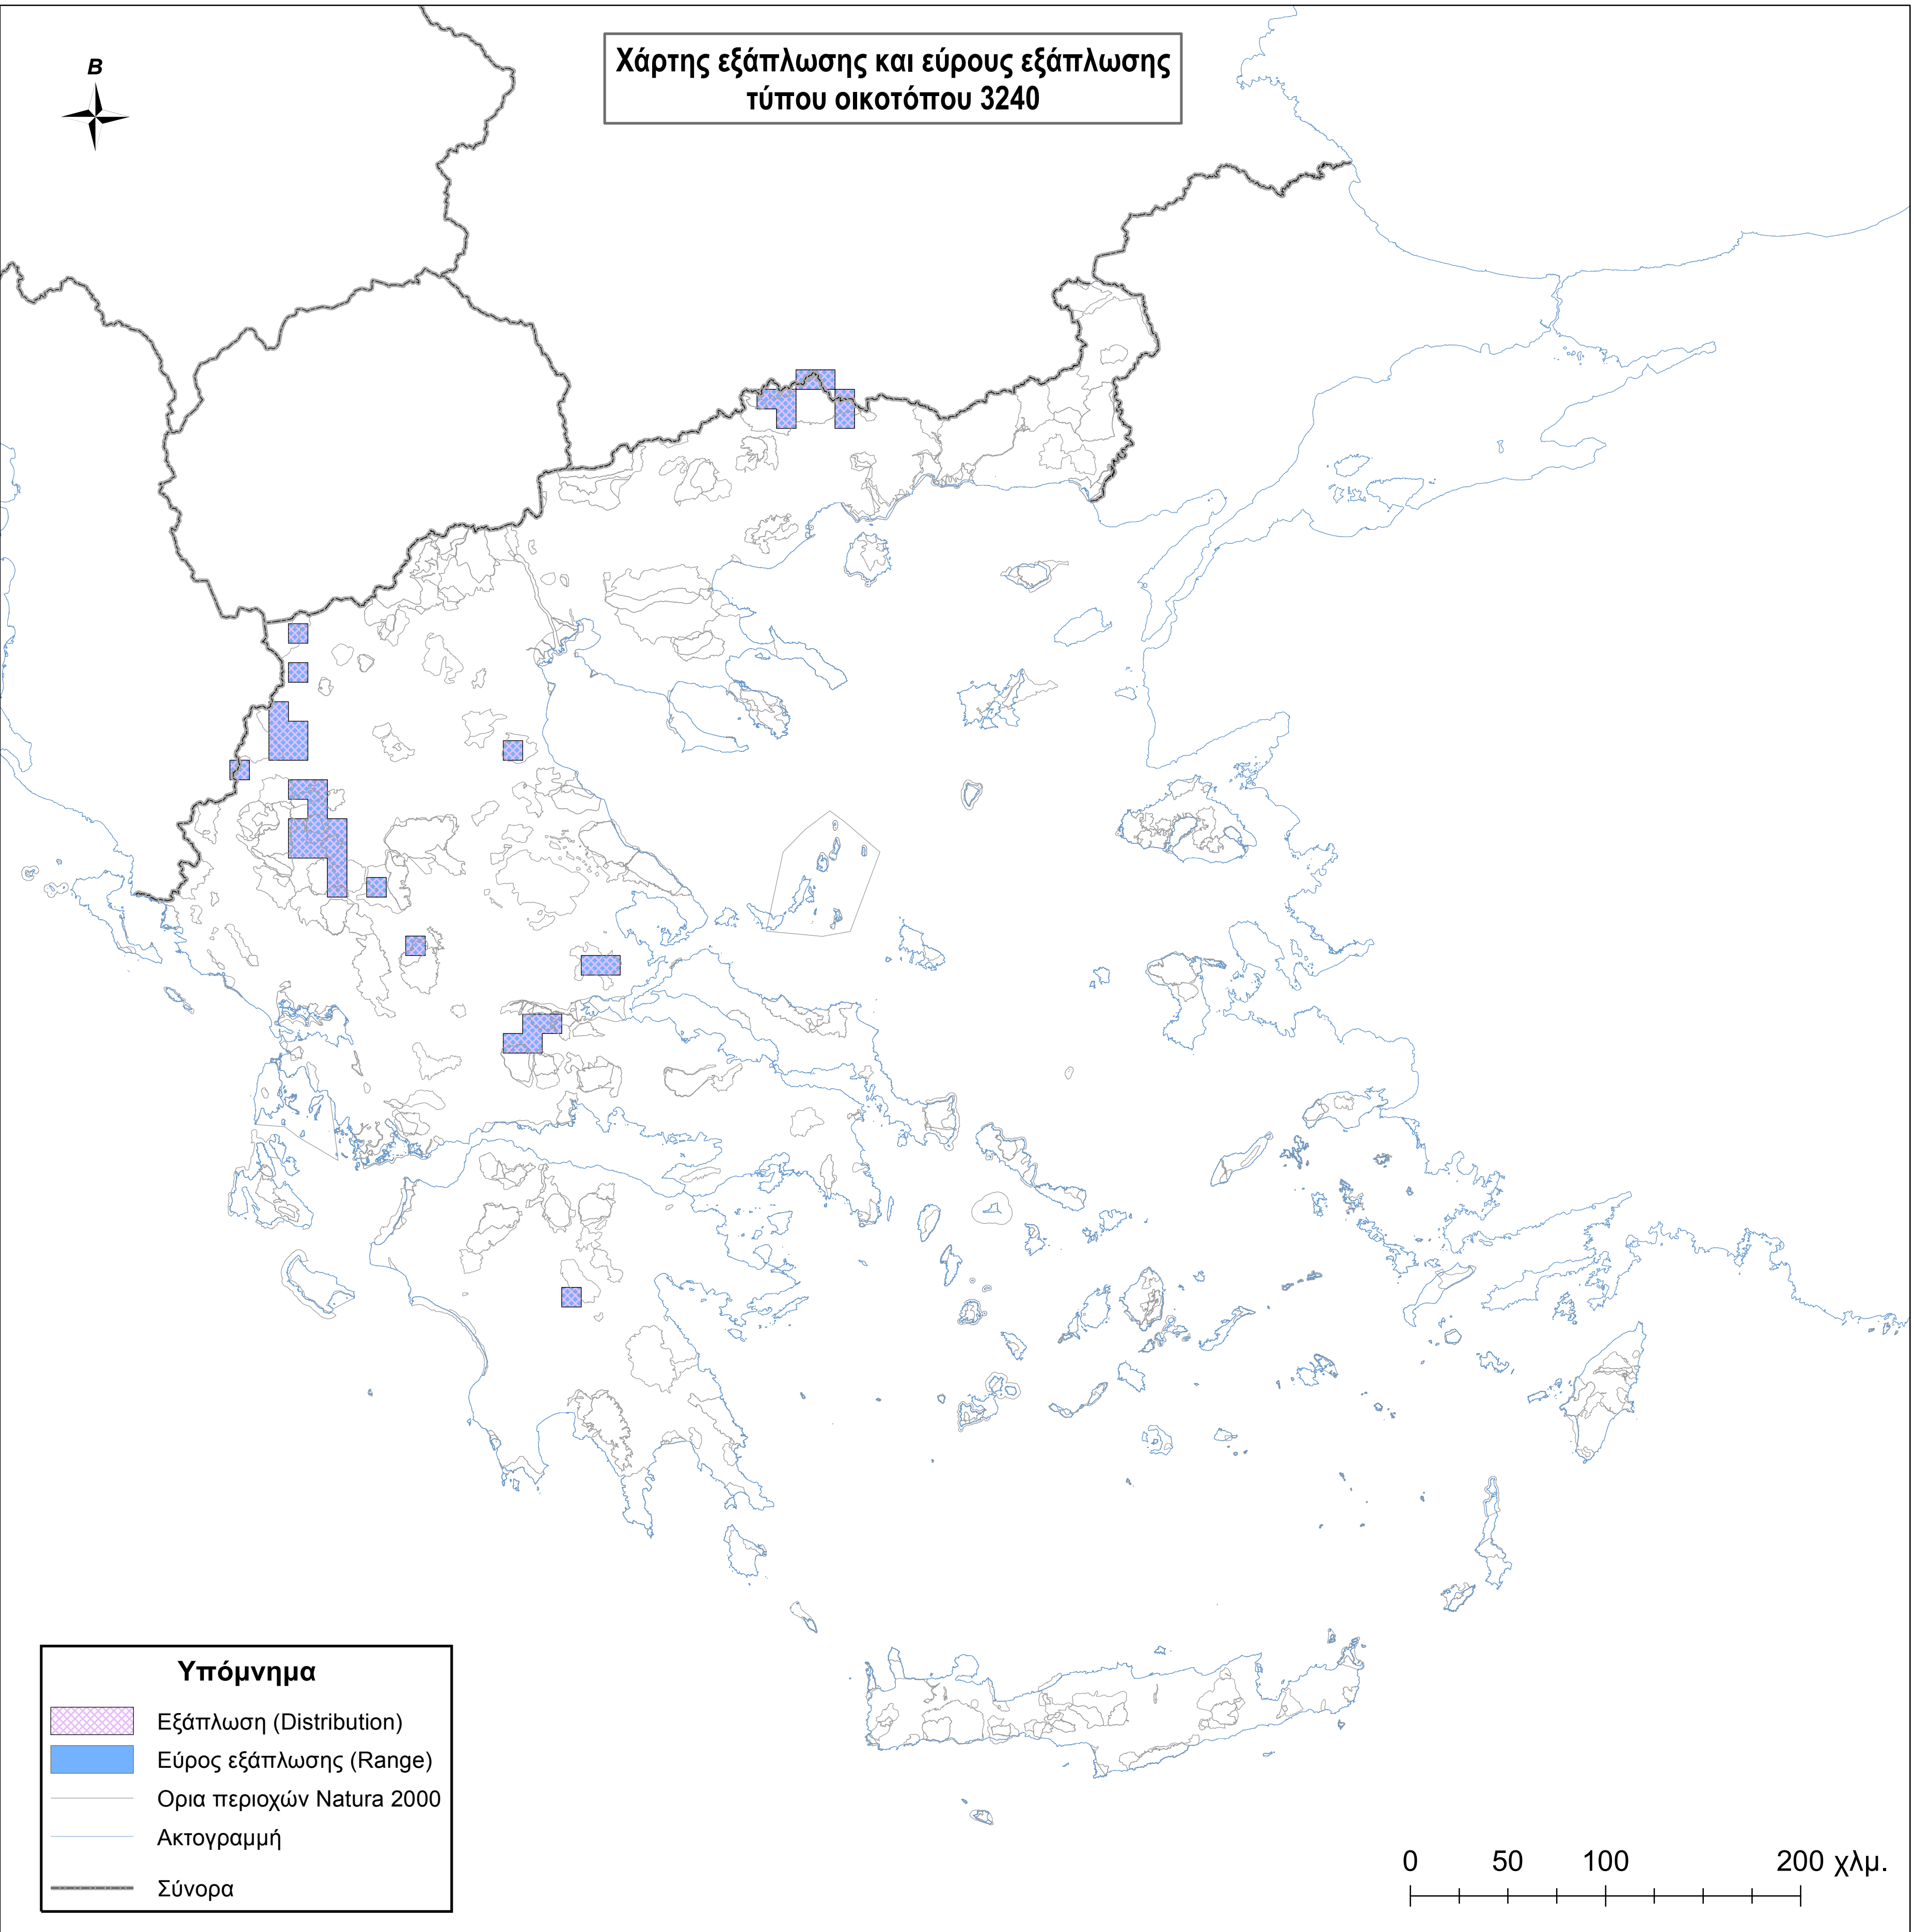 Β
Χάρτης εξάπλωσης και εύρους εξάπλωσης
τύπου οικοτόπου 3240
Υπόμνημα
Εξάπλωση (Distribution)
Εύρος εξάπλωσης (Range)
Ορια περιοχών Natura 2000
Ακτογραμμή
Σύνορα
0 50 100 200 χλμ.